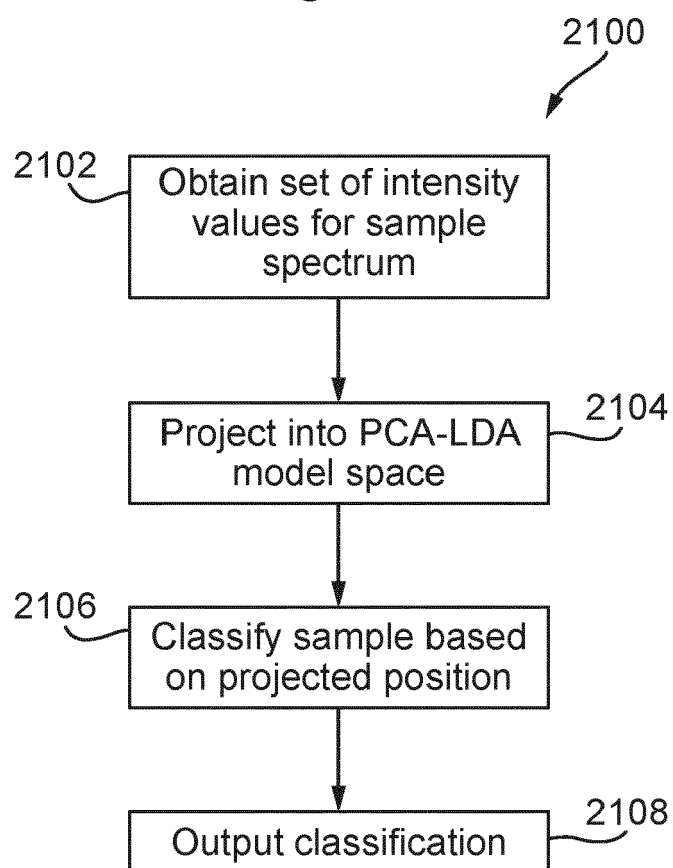 2100
2102
Obtain set of intensity
values for sample
spectrum
2104
Project into PCA-LDA
model space
2106
Classify sample based
on projected position
2108
Output classification